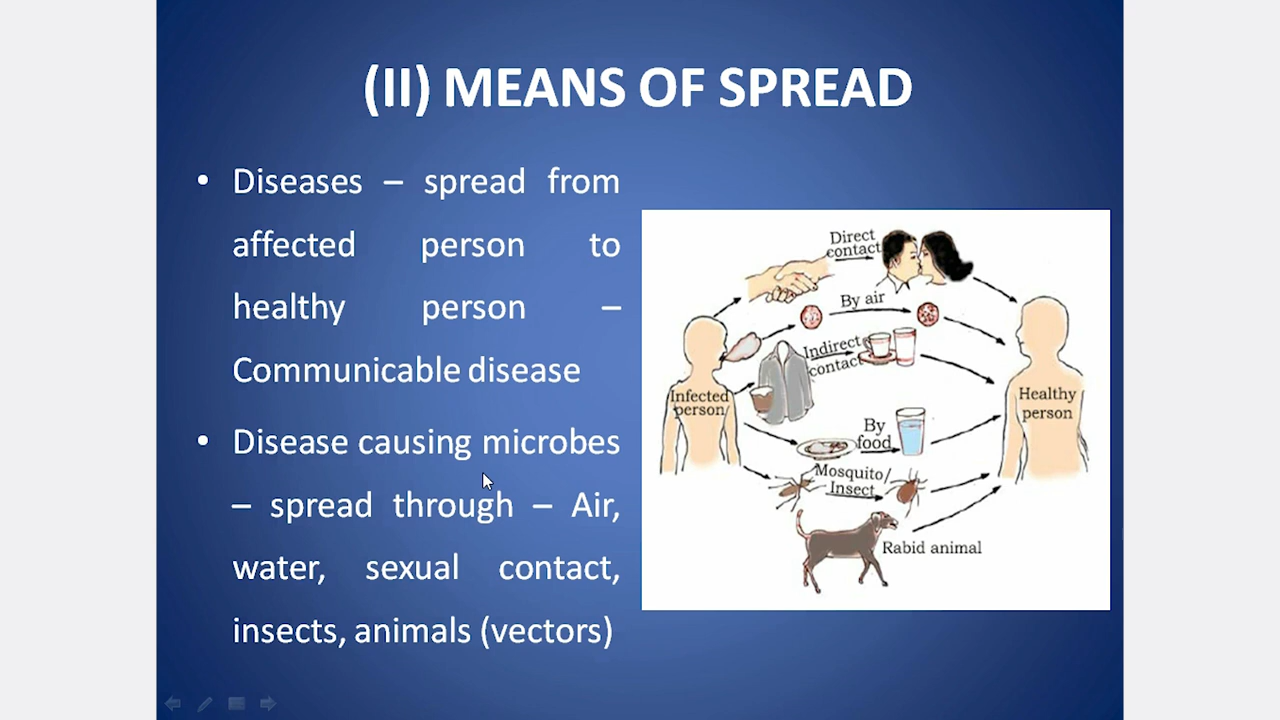 (II) MEANS OF SPREAD
• Diseases – spread from
affected person to
healthy person –
Communicable disease
• Disease causing microbes
– spread through – Air,
water, sexual contact,
insects, animals (vectors)
Direct
contact
By air
Indirect
contact
Infected
person
Healthy
person
By
food
Mosquito/
Insect
Rabid animal